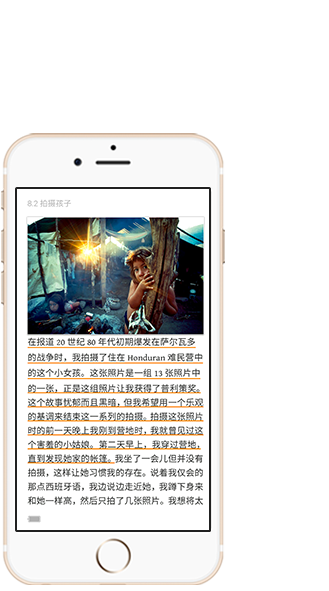 8.2 拍摄孩子
在报道 20 世纪 80 年代初期爆发在萨尔瓦多
的战争时，我拍摄了住在 Honduran 难民营中
的这个小女孩。这张照片是一组 13 张照片中
的一张，正是这组照片让我获得了普利策奖。
这个故事忧郁而且黑暗，但我希望用一个乐观
的基调来结束这一系列的拍摄。拍摄这张照片
时的前一天晚上我刚到营地时，我就曾见过这
个害羞的小姑娘。第二天早上，我穿过营地，
直到发现她家的帐篷。我坐了一会儿但并没有
拍摄，这样让她习惯我的存在。说着我仅会的
那点西班牙语，我边说边走近她，我蹲下身来
和她一样高，然后只拍了几张照片。我想将太